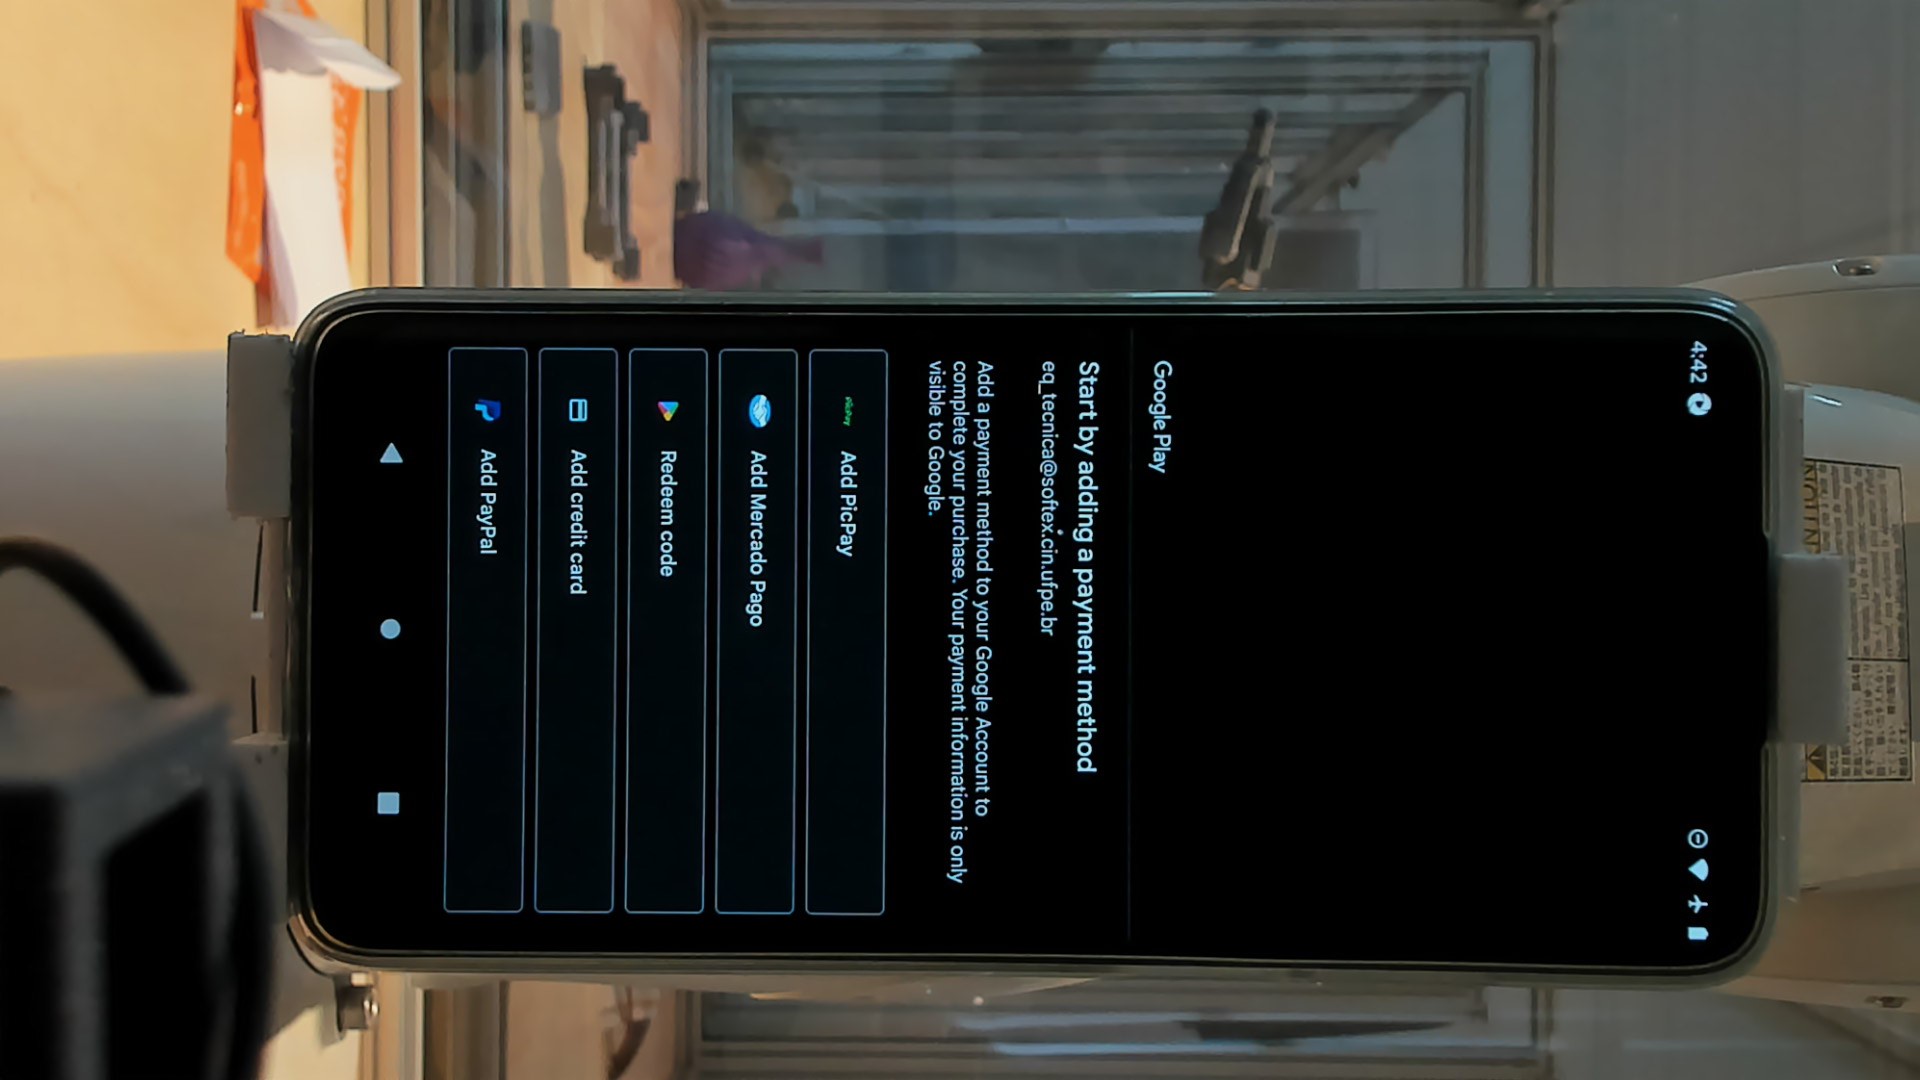 4:42
Google Play
Start by adding a payment method
eq_tecnica@softex.cin.ufpe.br
Add a payment method to your Google Account to
complete your purchase. Your payment information is only
visible to Google.
PicPay
Add PicPay
Add Mercado Pago
Redeem code
Add credit card
Add PayPal